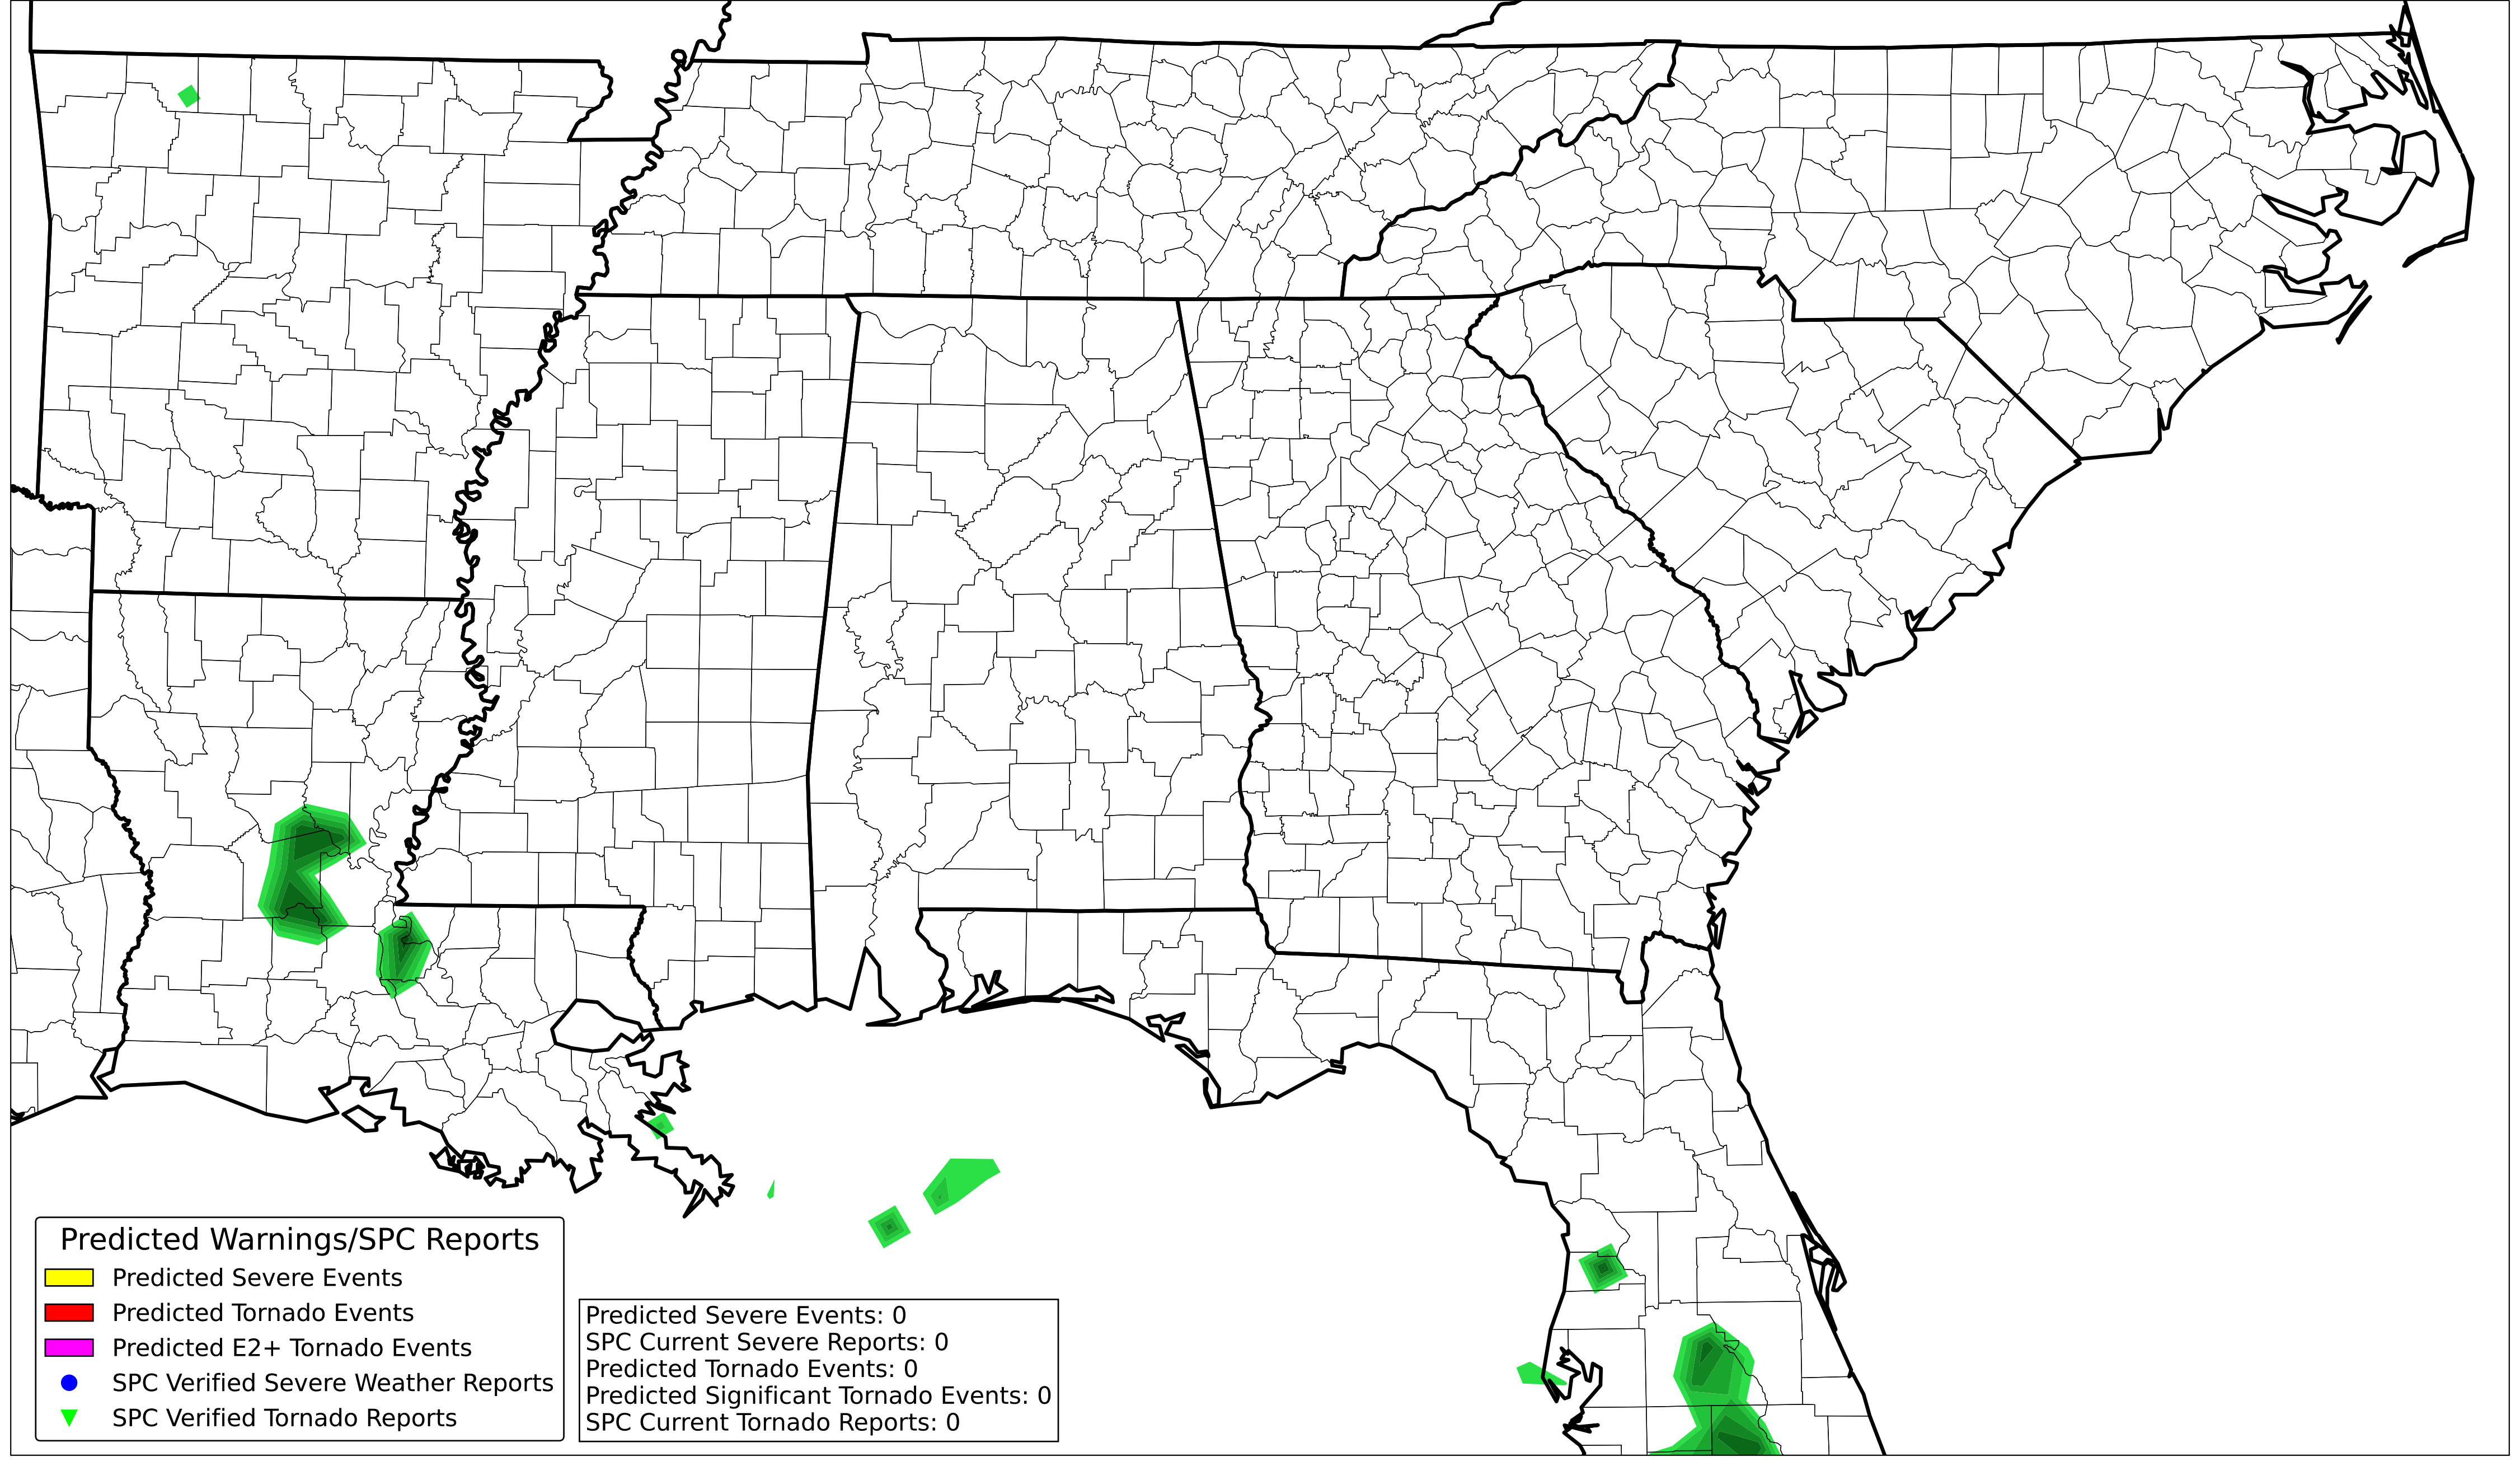 Predicted Warnings/SPC Reports
Predicted Severe Events
Predicted Tornado Events
Predicted E2+ Tornado Events
SPC Verified Severe Weather Reports
SPC Verified Tornado Reports
Predicted Severe Events: 0
SPC Current Severe Reports: 0
Predicted Tornado Events: 0
Predicted Significant Tornado Events: 0
SPC Current Tornado Reports: 0